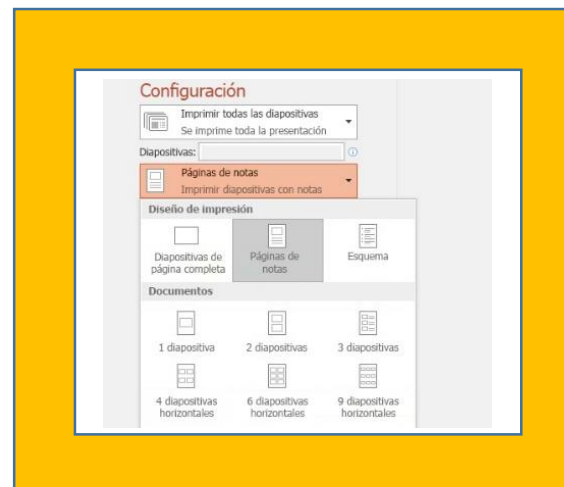 Configuración
Imprimir todas las diapositivas
Se imprime toda la presentación
Diapositivas:
Páginas de notas
Imprimir diapositivas con notas
Diseño de impresión
Diapositivas de página completa
Páginas de notas
Esquema
Documentos
1 diapositiva
2 diapositivas
3 diapositivas
4 diapositivas horizontales
6 diapositivas horizontales
9 diapositivas horizontales